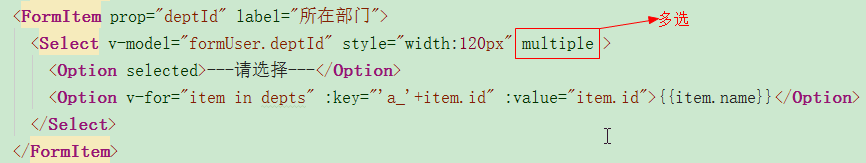 <FormItem prop="deptId" label="所在部门">
<Select v-model="formUser.deptId" style="width:120px" multiple > 多选
<Option selected>---请选择---</Option>
<Option v-for="item in depts" :key="'a_'+item.id" :value="item.id">{{item.name}}</Option>
</Select>
</FormItem>